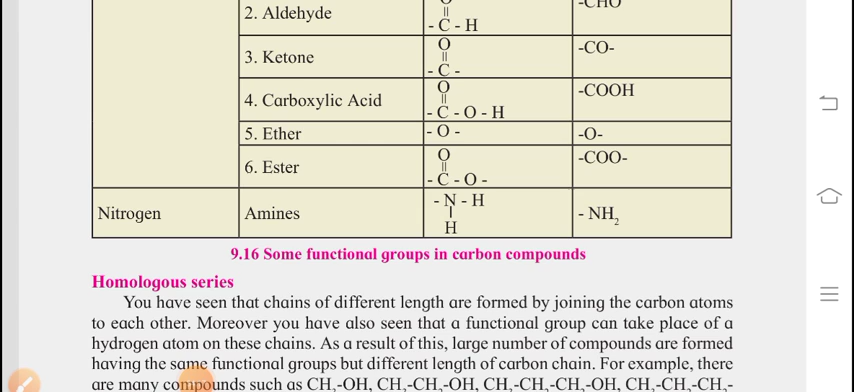 2. Aldehyde
O
||
- C - H
-CHO
3. Ketone
O
||
- C -
-CO-
4. Carboxylic Acid
O
||
- C - O - H
-COOH
5. Ether
- O -
-O-
6. Ester
O
||
- C - O -
-COO-
Nitrogen
Amines
- N - H
|
H
- NH₂
9.16 Some functional groups in carbon compounds
Homologous series
You have seen that chains of different length are formed by joining the carbon atoms
to each other. Moreover you have also seen that a functional group can take place of a
hydrogen atom on these chains. As a result of this, large number of compounds are formed
having the same functional groups but different length of carbon chain. For example, there
are many compounds such as CH₃-OH, CH₃-CH₂-OH, CH₃-CH₂-CH₂-OH, CH₃-CH₂-CH₂-